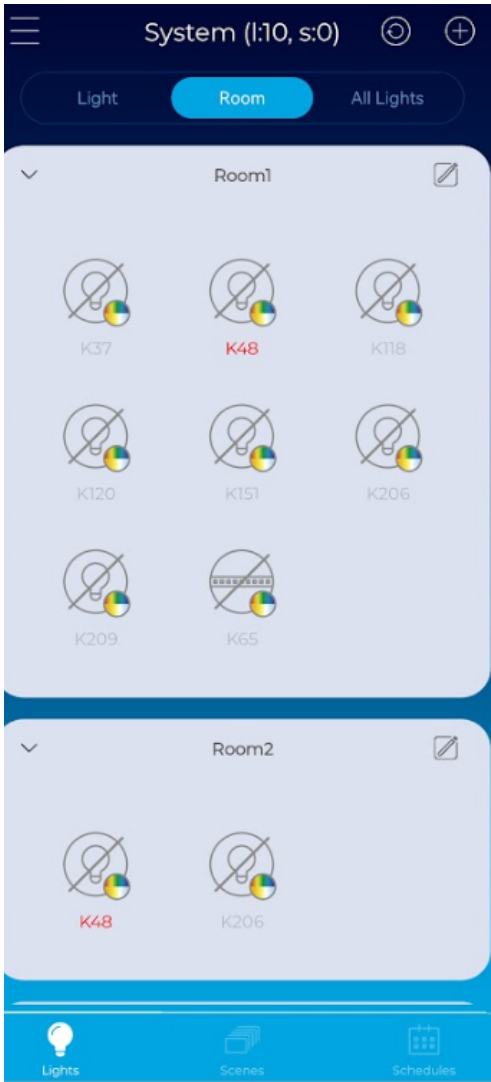 System (l:10, s:0)
Light Room All Lights
Room1
K37 K48 K118
K120 K151 K206
K209 K65
Room2
K48 K206
Lights Scenes Schedules